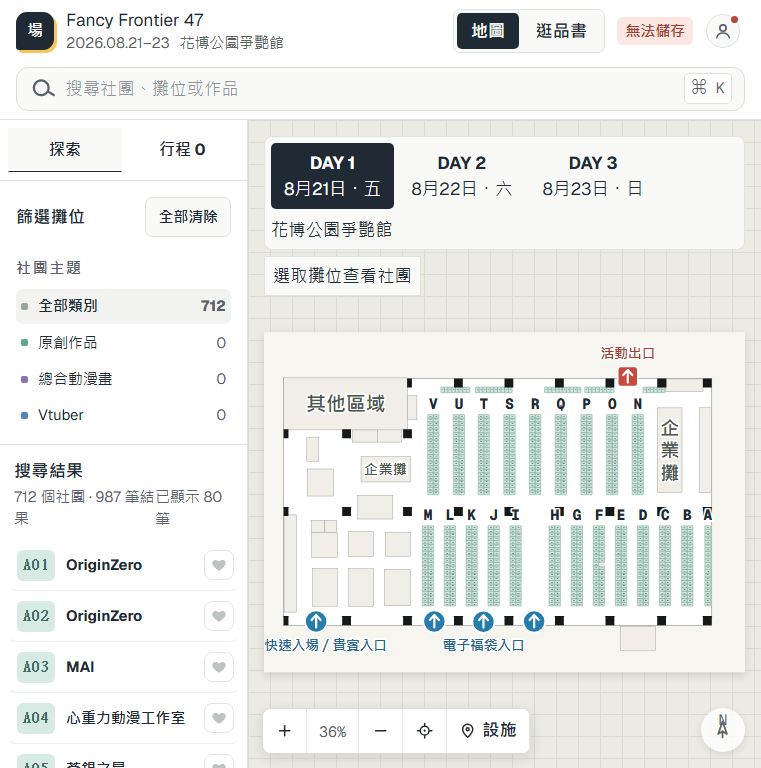 場
Fancy Frontier 47
2026.08.21–23 花博公園爭艷館
地圖
逛品書
無法儲存
搜尋社團、攤位或作品
⌘ K
探索
行程 0
DAY 1
8月21日 · 五
DAY 2
8月22日 · 六
DAY 3
8月23日 · 日
花博公園爭艷館
選取攤位查看社團
篩選攤位
全部清除
社團主題
全部類別 712
原創作品 0
總合動漫畫 0
Vtuber 0
搜尋結果
712 個社團 · 987 筆結果
已顯示 80 筆
A01 OriginZero
A02 OriginZero
A03 MAI
A04 心重力動漫工作室
活動出口
其他區域
V U T S R Q P O N
企業攤
企業攤
M L K J I H G F E D C B A
快速入場 / 貴賓入口
電子福袋入口
+
36%
−
設施
N